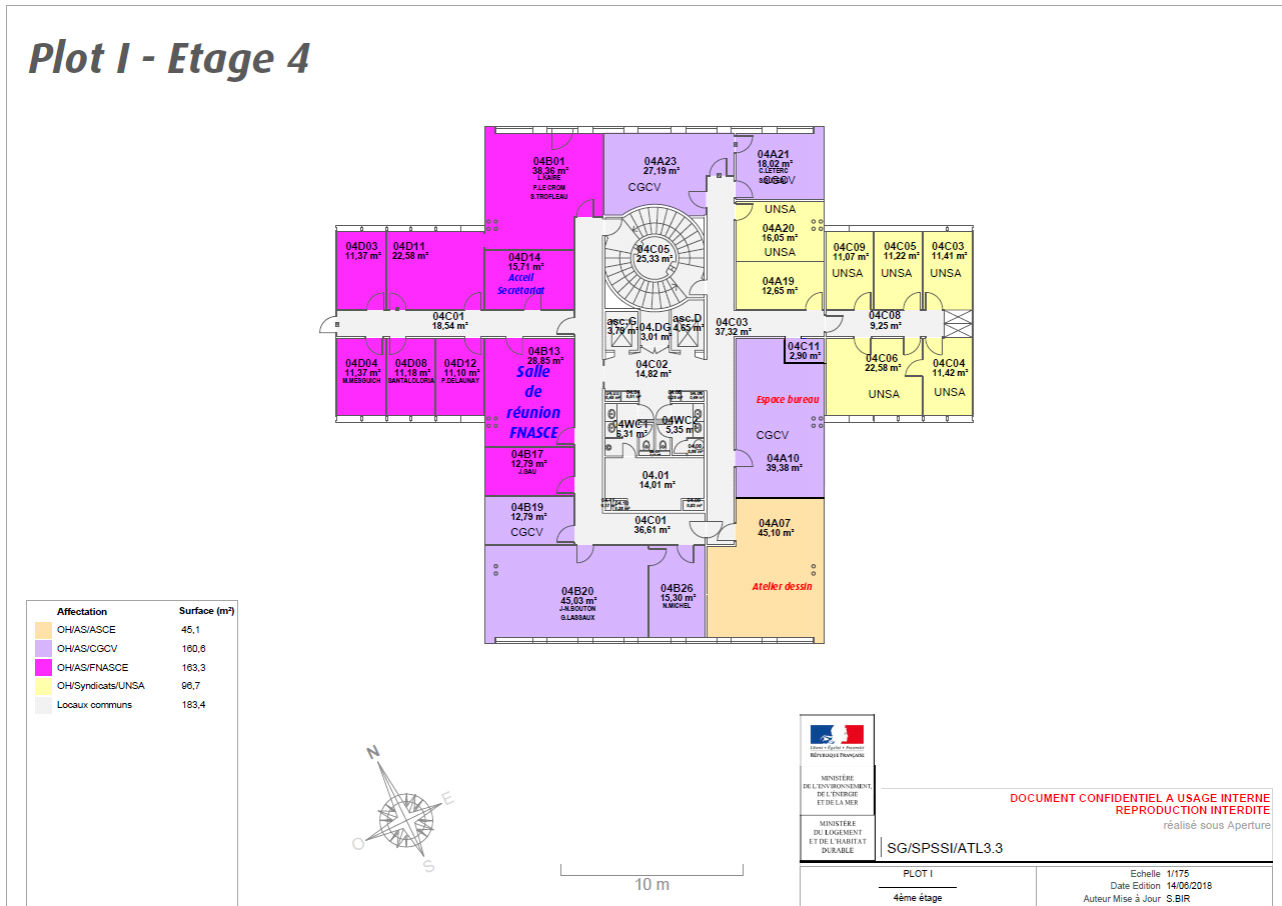 Plot I - Etage 4
04B01
38,36 m²
L.KAIRE
P.LE CROM
S.TROFLEAU
04A23
27,19 m²
CGCV
04A21
18,02 m²
C.LETERC
CGCV
UNSA
04A20
16,05 m²
UNSA
04A19
12,65 m²
04D03
11,37 m²
04D11
22,58 m²
04D14
15,71 m²
Acceil
Secrétariat
04C05
25,33 m²
04C09
11,07 m²
UNSA
04C05
11,22 m²
UNSA
04C03
11,41 m²
UNSA
04C01
18,54 m²
asc.G
3,79 m²
04.DG
3,01 m²
asc.D
4,65 m²
04C03
37,32 m²
04C08
9,25 m²
04D04
11,37 m²
M.MESGUICH
04D08
11,18 m²
SANTALOLORIA
04D12
11,10 m²
P.DELAUNAY
04B13
28,85 m²
Salle
de
réunion
FNASCE
04C02
14,82 m²
04C11
2,90 m²
04C06
22,58 m²
UNSA
04C04
11,42 m²
UNSA
Espace bureau
CGCV
04A10
39,38 m²
04WC1
6,31 m²
04WC2
5,35 m²
04B17
12,79 m²
J.GAU
04.01
14,01 m²
04B19
12,79 m²
CGCV
04C01
36,61 m²
04A07
45,10 m²
Atelier dessin
04B20
45,03 m²
J-N.BOUTON
G.LASSAUX
04B26
15,30 m²
N.MICHEL
Affectation Surface (m²)
OH/AS/ASCE 45,1
OH/AS/CGCV 160,6
OH/AS/FNASCE 163,3
OH/Syndicats/UNSA 96,7
Locaux communs 183,4
N
E
O
S
10 m
Liberté • Égalité • Fraternité
RÉPUBLIQUE FRANÇAISE
MINISTÈRE
DE L'ENVIRONNEMENT,
DE L'ÉNERGIE
ET DE LA MER
MINISTÈRE
DU LOGEMENT
ET DE L'HABITAT
DURABLE
DOCUMENT CONFIDENTIEL A USAGE INTERNE
REPRODUCTION INTERDITE
réalisé sous Aperture
SG/SPSSI/ATL3.3
PLOT I
4ème étage
Echelle 1/175
Date Edition 14/06/2018
Auteur Mise à Jour S.BIR